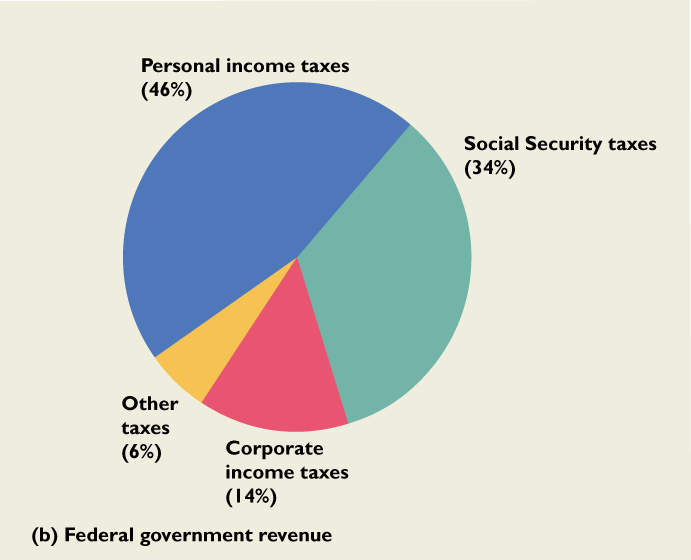 Personal income taxes
(46%)
Social Security taxes
(34%)
Other
taxes
(6%)
Corporate
income taxes
(14%)
(b) Federal government revenue